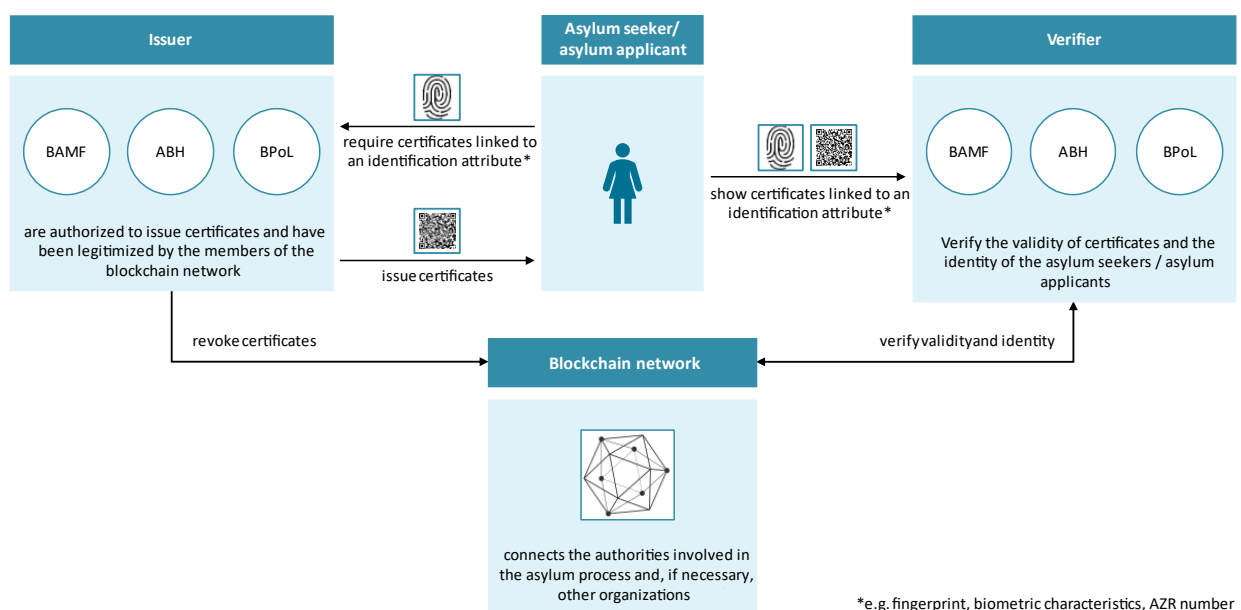 Issuer
Asylum seeker/
asylum applicant
Verifier
BAMF
ABH
BPoL
are authorized to issue certificates and have
been legitimized by the members of the
blockchain network
require certificates linked to
an identification attribute*
issue certificates
show certificates linked to an
identification attribute*
BAMF
ABH
BPoL
Verify the validity of certificates and the
identity of the asylum seekers / asylum
applicants
revoke certificates
verify validity and identity
Blockchain network
connects the authorities involved in
the asylum process and, if necessary,
other organizations
*e.g. fingerprint, biometric characteristics, AZR number